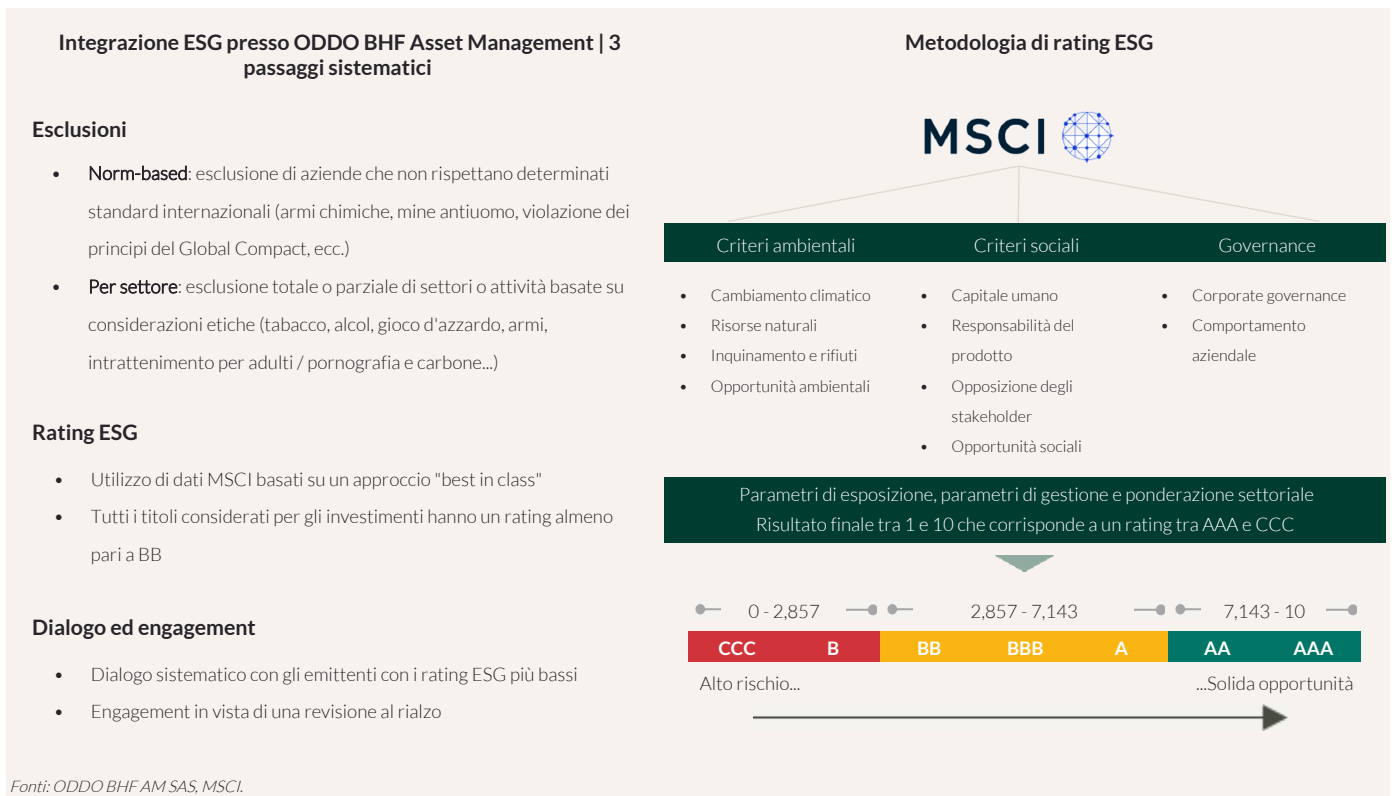 Integrazione ESG presso ODDO BHF Asset Management | 3
passaggi sistematici
Esclusioni
• Norm-based: esclusione di aziende che non rispettano determinati
standard internazionali (armi chimiche, mine antiuomo, violazione dei
principi del Global Compact, ecc.)
• Per settore: esclusione totale o parziale di settori o attività basate su
considerazioni etiche (tabacco, alcol, gioco d'azzardo, armi,
intrattenimento per adulti / pornografia e carbone...)
Rating ESG
• Utilizzo di dati MSCI basati su un approccio "best in class"
• Tutti i titoli considerati per gli investimenti hanno un rating almeno
pari a BB
Dialogo ed engagement
• Dialogo sistematico con gli emittenti con i rating ESG più bassi
• Engagement in vista di una revisione al rialzo
Metodologia di rating ESG
MSCI
Criteri ambientali
• Cambiamento climatico
• Risorse naturali
• Inquinamento e rifiuti
• Opportunità ambientali
Criteri sociali
• Capitale umano
• Responsabilità del
prodotto
• Opposizione degli
stakeholder
• Opportunità sociali
Governance
• Corporate governance
• Comportamento
aziendale
Parametri di esposizione, parametri di gestione e ponderazione settoriale
Risultato finale tra 1 e 10 che corrisponde a un rating tra AAA e CCC
0 - 2,857 2,857 - 7,143 7,143 - 10
CCC B BB BBB A AA AAA
Alto rischio... ...Solida opportunità
Fonti: ODDO BHF AM SAS, MSCI.